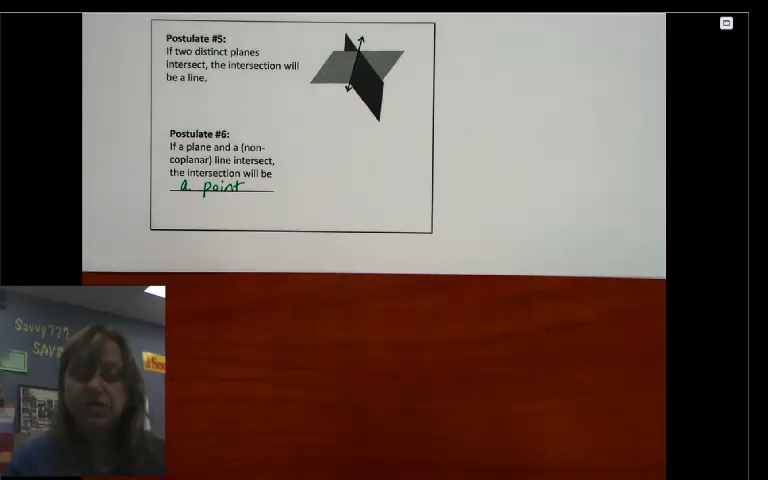 Postulate #5:
If two distinct planes
intersect, the intersection will
be a line.
Postulate #6:
If a plane and a (non-
coplanar) line intersect,
the intersection will be
a point
Savvy???